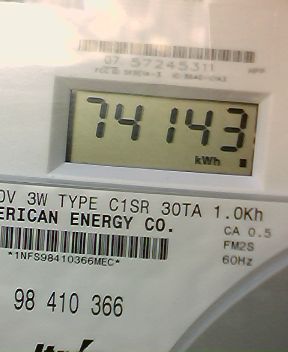 07 57245311
74143
kWh
0V 3W TYPE C1SR 30TA 1.0Kh
ERICAN ENERGY CO.
CA 0.5
FM2S
60Hz
*1NFS98410366MEC*
98 410 366